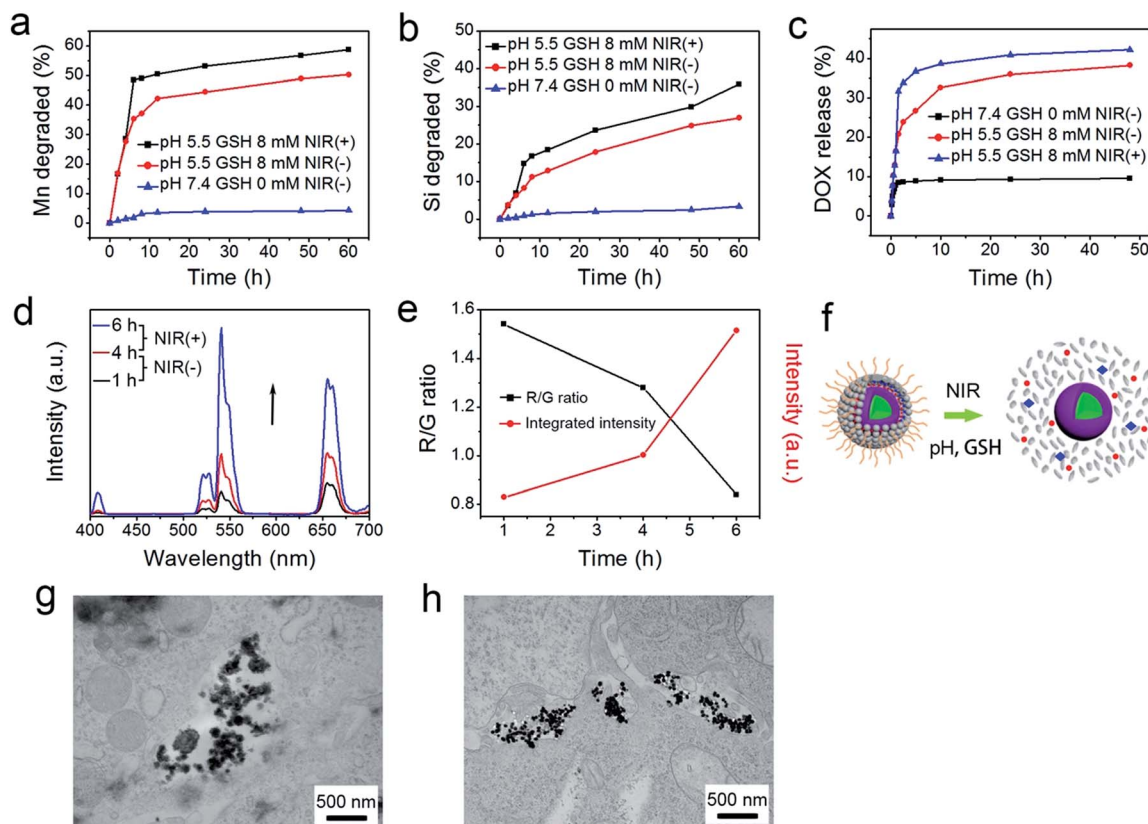 a
Mn degraded (%)
60
50
40
30
20
10
0
pH 5.5 GSH 8 mM NIR(+)
pH 5.5 GSH 8 mM NIR(-)
pH 7.4 GSH 0 mM NIR(-)
0 10 20 30 40 50 60
Time (h)
b
Si degraded (%)
50
40
30
20
10
0
pH 5.5 GSH 8 mM NIR(+)
pH 5.5 GSH 8 mM NIR(-)
pH 7.4 GSH 0 mM NIR(-)
0 10 20 30 40 50 60
Time (h)
c
DOX release (%)
40
30
20
10
0
pH 7.4 GSH 0 mM NIR(-)
pH 5.5 GSH 8 mM NIR(-)
pH 5.5 GSH 8 mM NIR(+)
0 10 20 30 40 50
Time (h)
d
Intensity (a.u.)
6 h
NIR(+)
4 h
NIR(-)
1 h
400 450 500 550 600 650 700
Wavelength (nm)
e
R/G ratio
1.6
1.4
1.2
1.0
0.8
R/G ratio
Integrated intensity
1 2 3 4 5 6
Time (h)
Intensity (a.u.)
f
NIR
pH, GSH
g
500 nm
h
500 nm